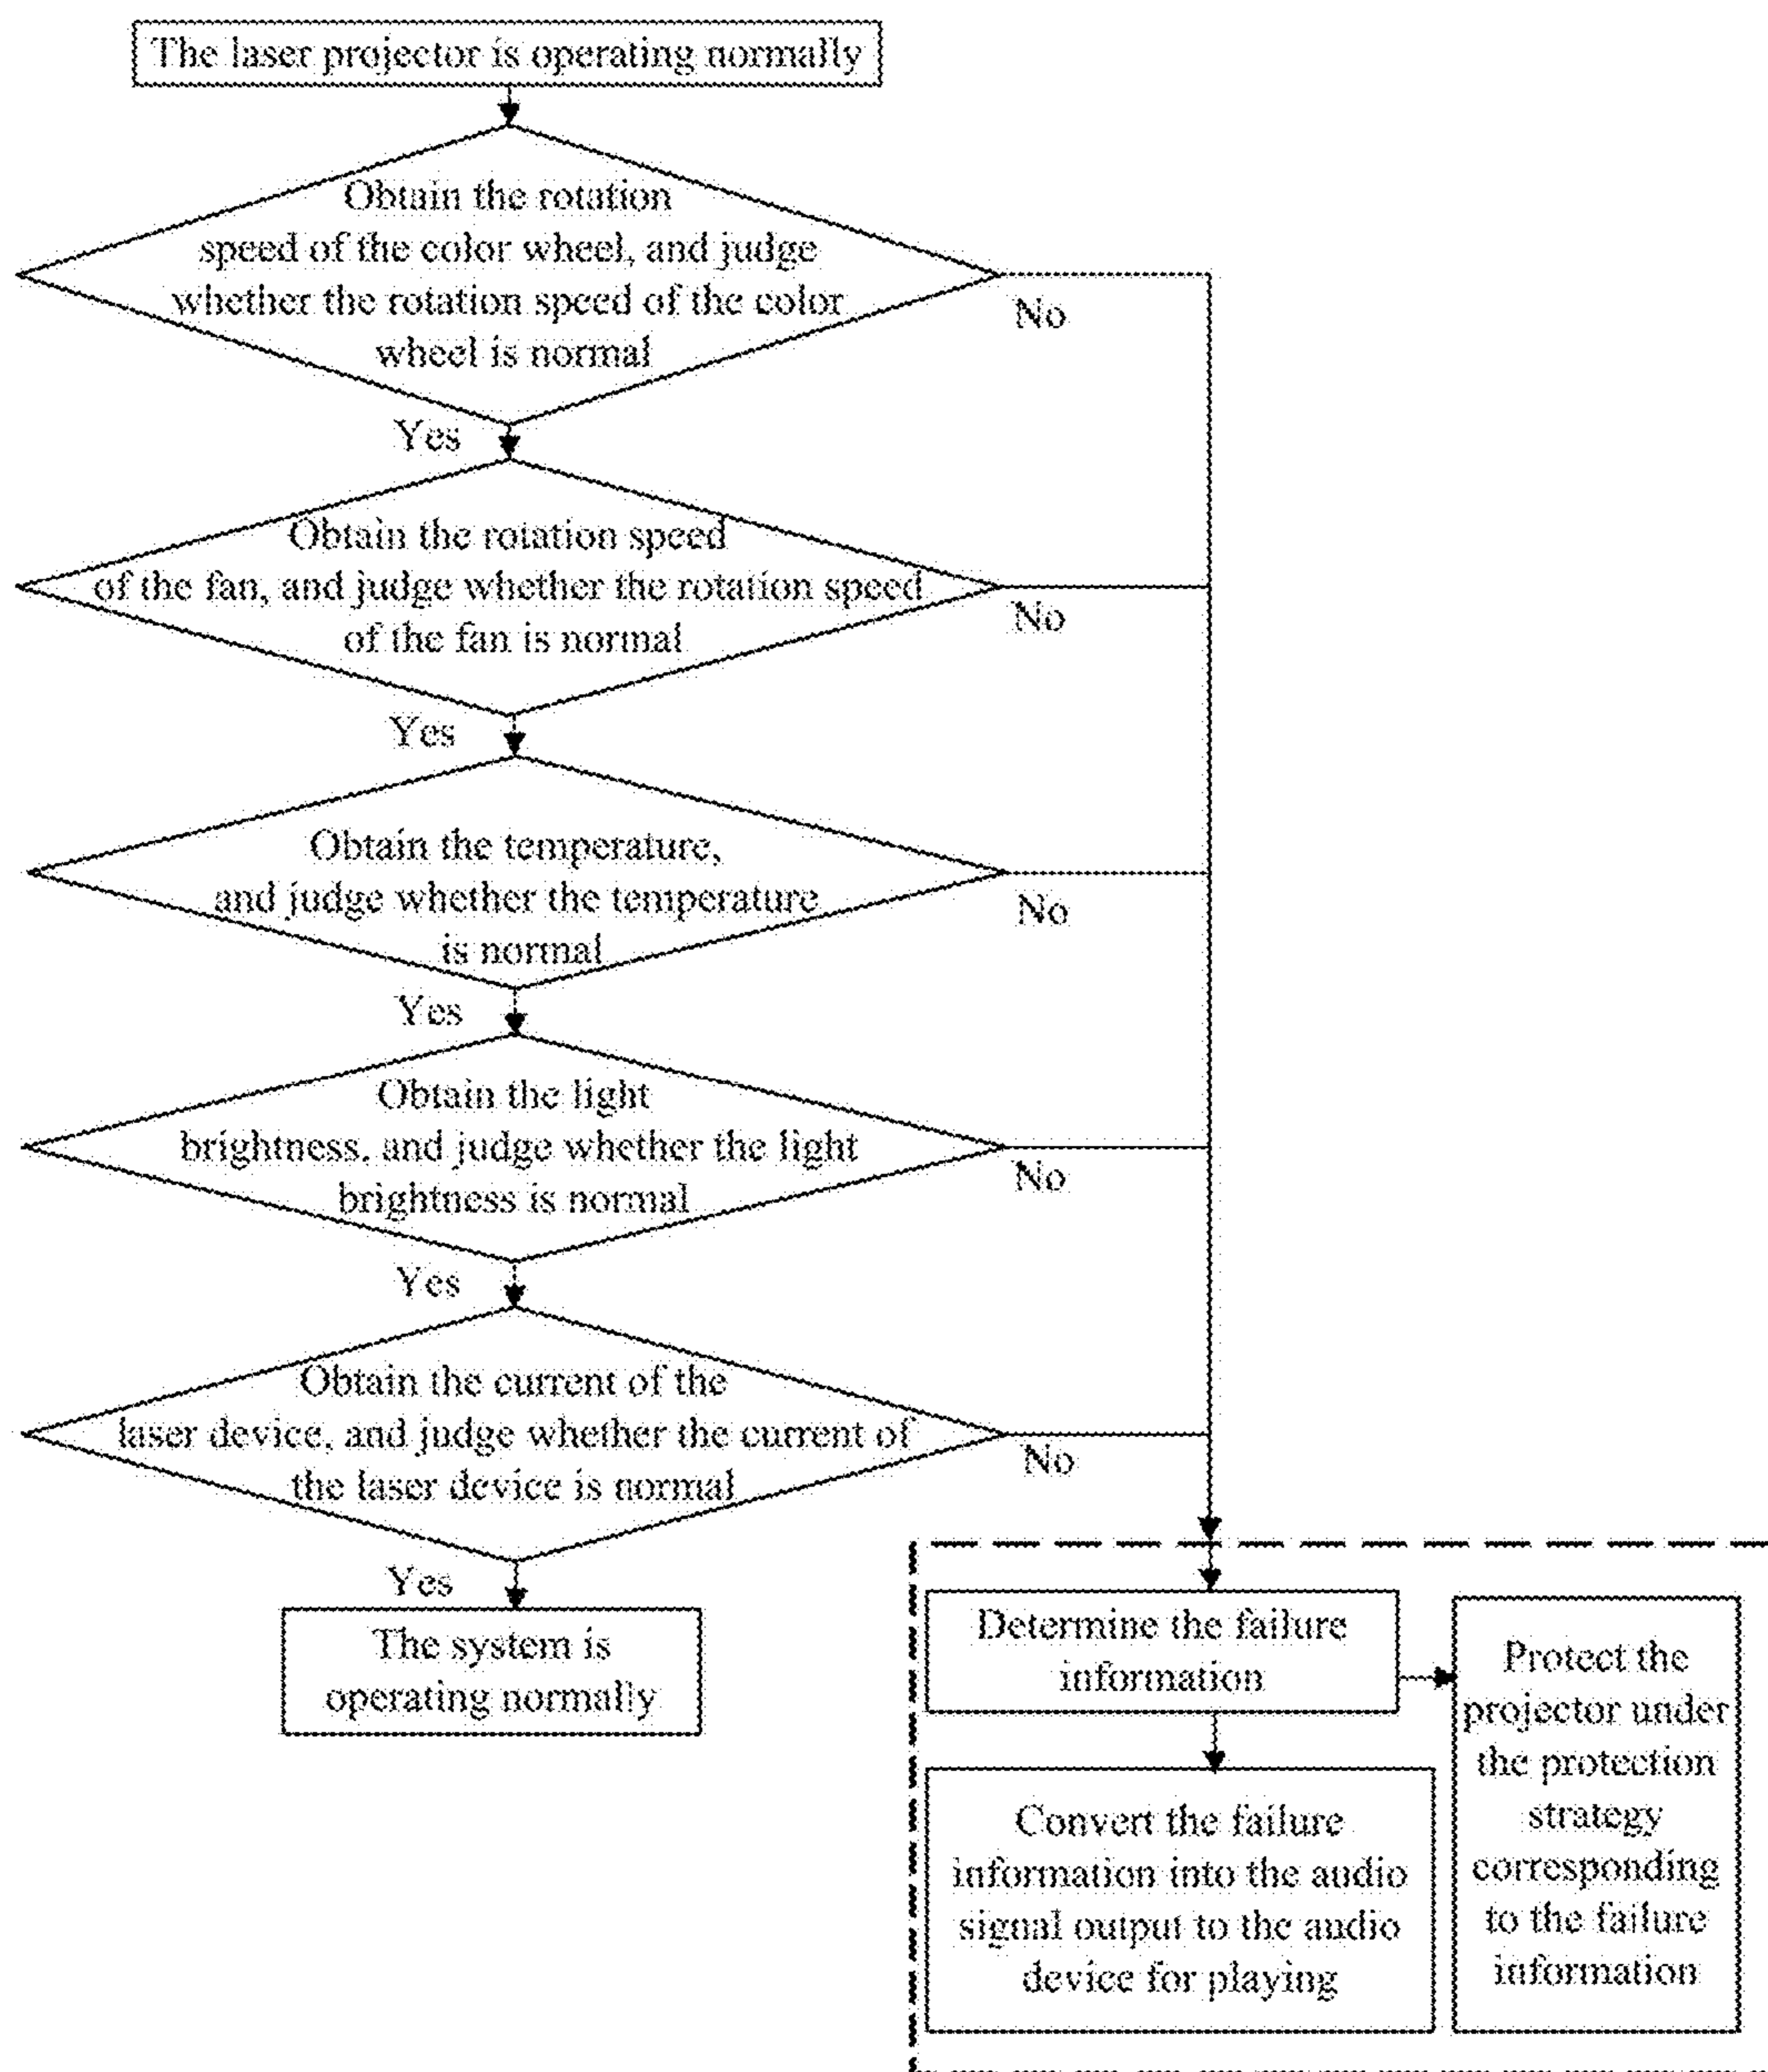 The laser projector is operating normally
Obtain the rotation
speed of the color wheel, and judge
whether the rotation speed of the color
wheel is normal
No
Yes
Obtain the rotation speed
of the fan, and judge whether the rotation speed
of the fan is normal
No
Yes
Obtain the temperature,
and judge whether the temperature
is normal
No
Yes
Obtain the light
brightness, and judge whether the light
brightness is normal
No
Yes
Obtain the current of the
laser device, and judge whether the current of
the laser device is normal
No
Yes
The system is
operating normally
Determine the failure
information
Convert the failure
information into the audio
signal output to the audio
device for playing
Protect the
projector under
the protection
strategy
corresponding
to the failure
information